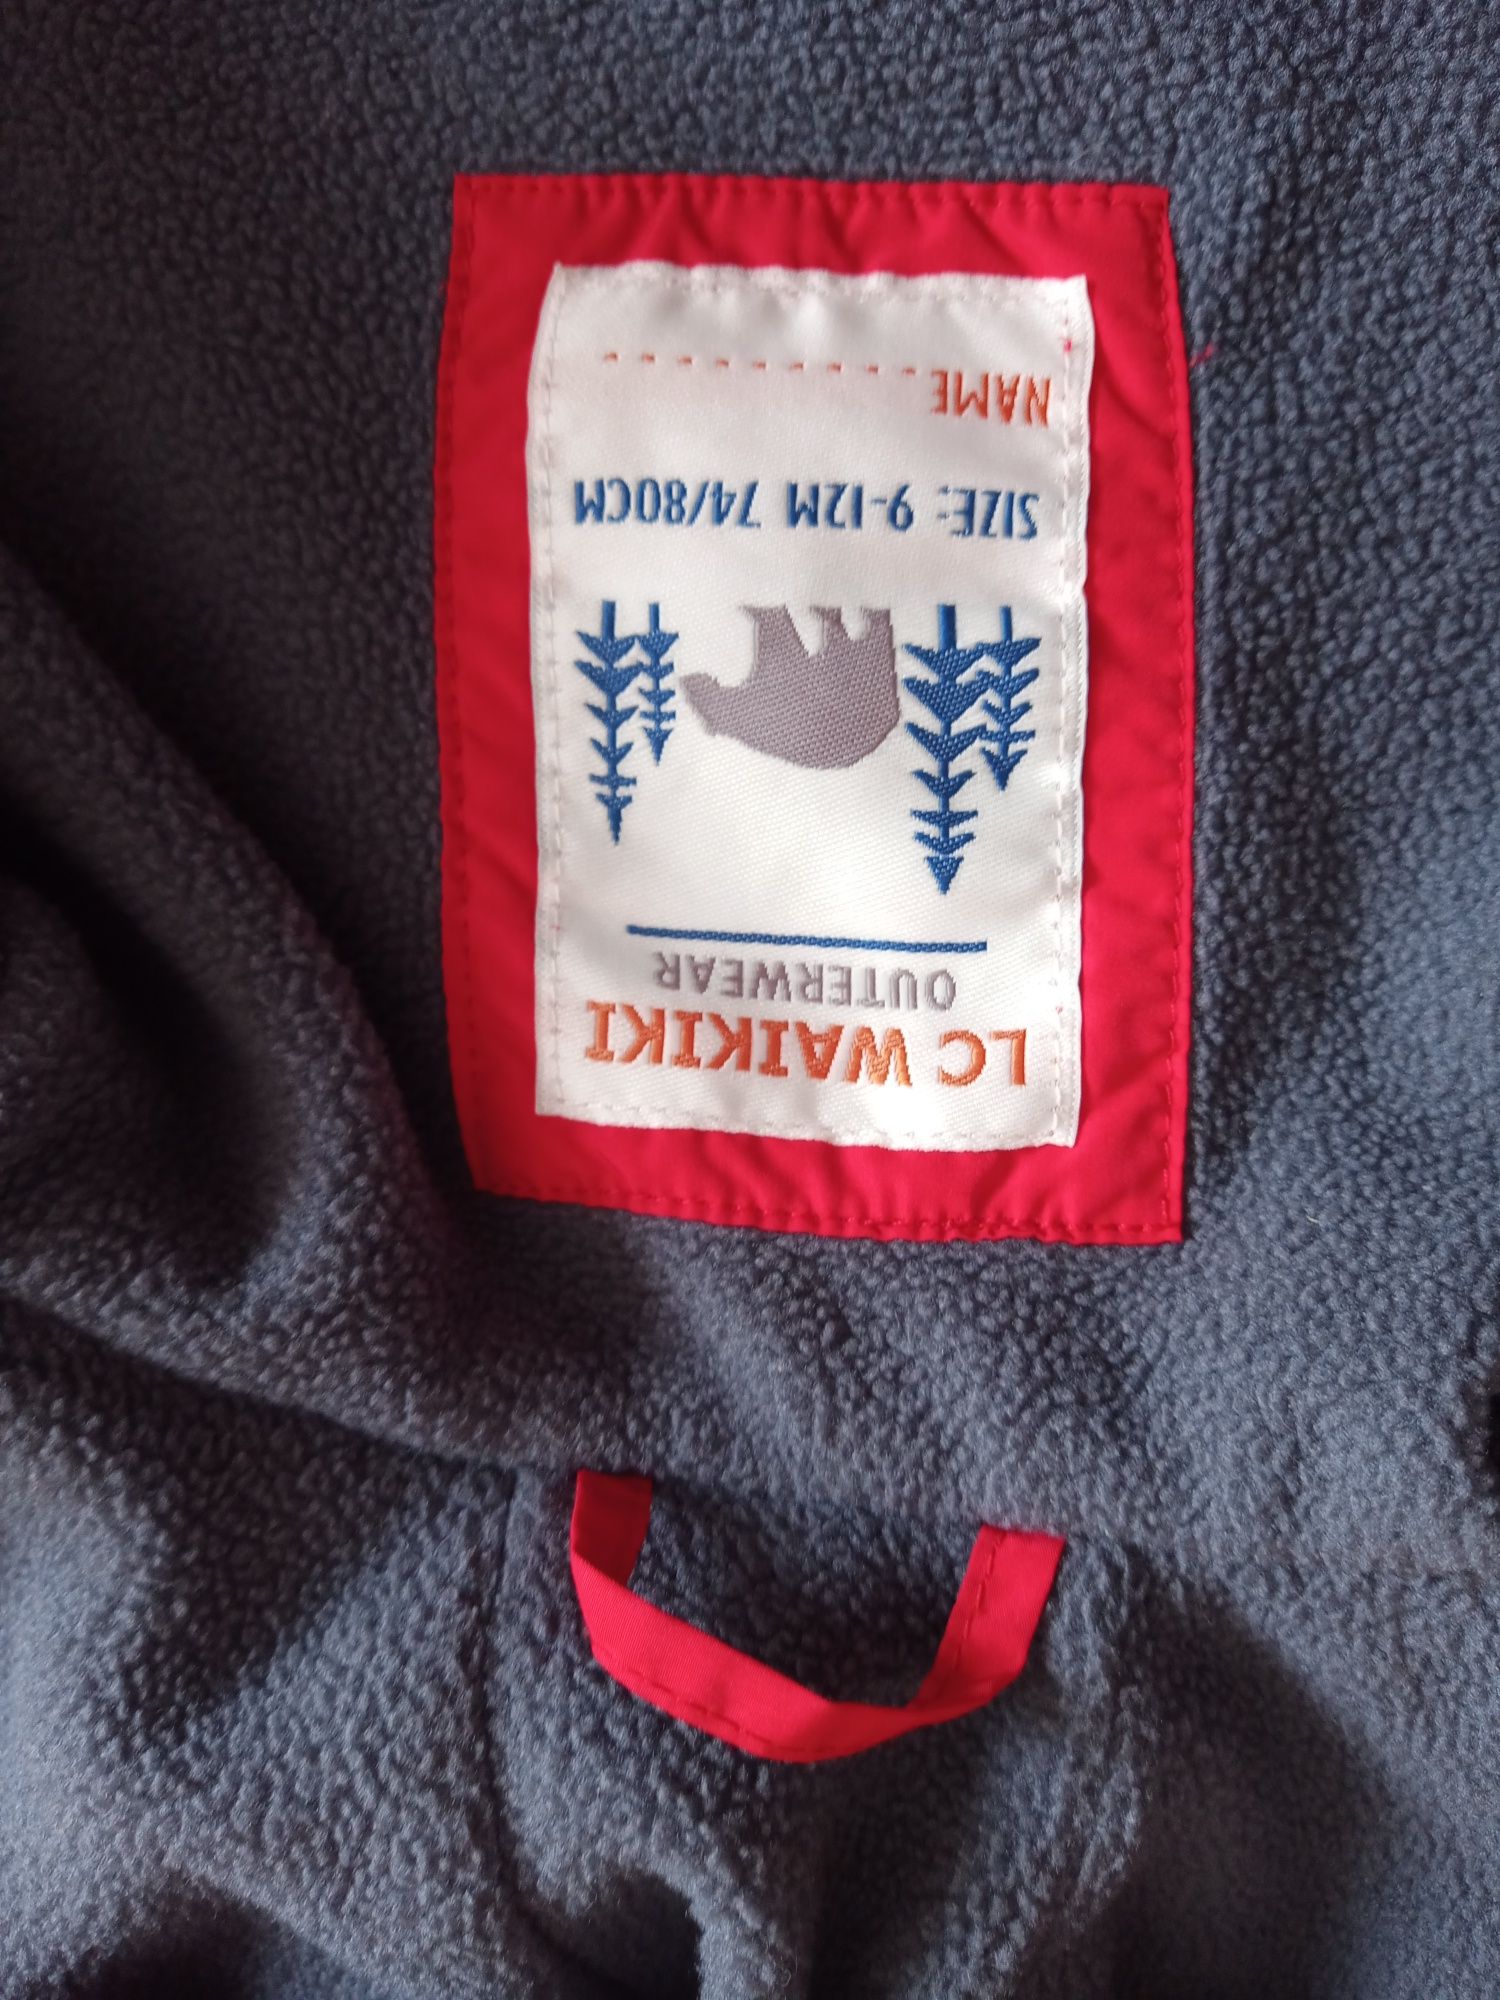 LC WAIKIKI
OUTERWEAR
SIZE: 9-12M 74/80CM
NAME